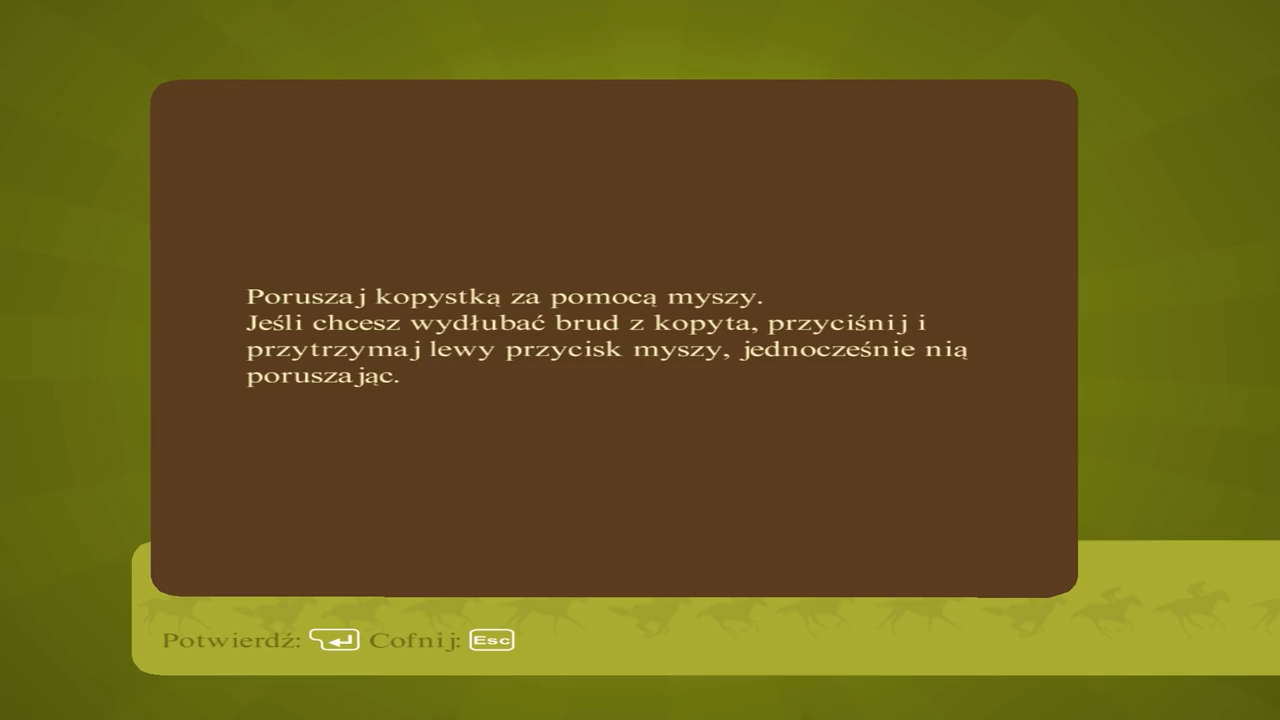 Poruszaj kopystką za pomocą myszy.
Jeśli chcesz wydłubać brud z kopyta, przyciśnij i
przytrzymaj lewy przycisk myszy, jednocześnie nią
poruszając.
Potwierdź: Cofnij: Esc